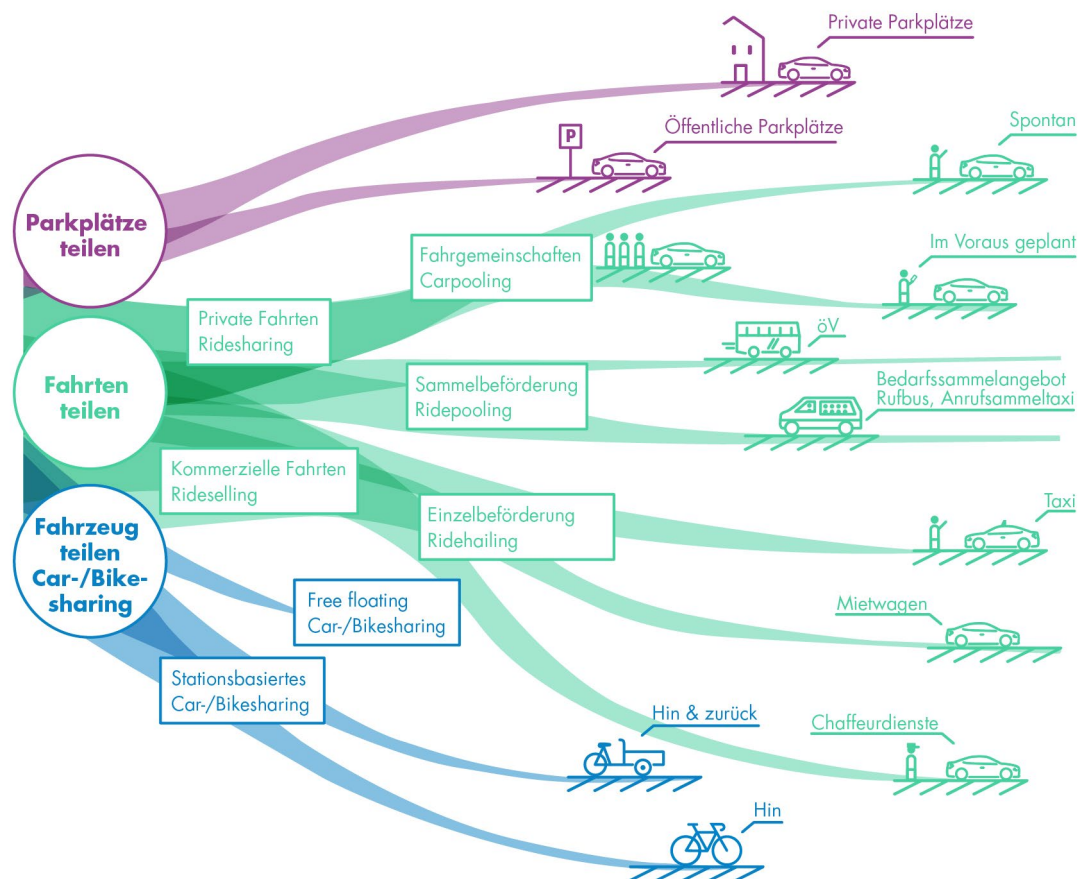 Private Parkplätze
P
Öffentliche Parkplätze
Spontan
Parkplätze
teilen
Fahrgemeinschaften
Carpooling
Im Voraus geplant
Private Fahrten
Ridesharing
öV
Fahrten
teilen
Sammelbeförderung
Ridepooling
Bedarfssammelangebot
Rufbus, Anrufsammeltaxi
Kommerzielle Fahrten
Rideselling
Einzelbeförderung
Ridehailing
Taxi
Fahrzeug
teilen
Car-/Bike-
sharing
Free floating
Car-/Bikesharing
Mietwagen
Stationsbasiertes
Car-/Bikesharing
Hin & zurück
Chaffeurdienste
Hin